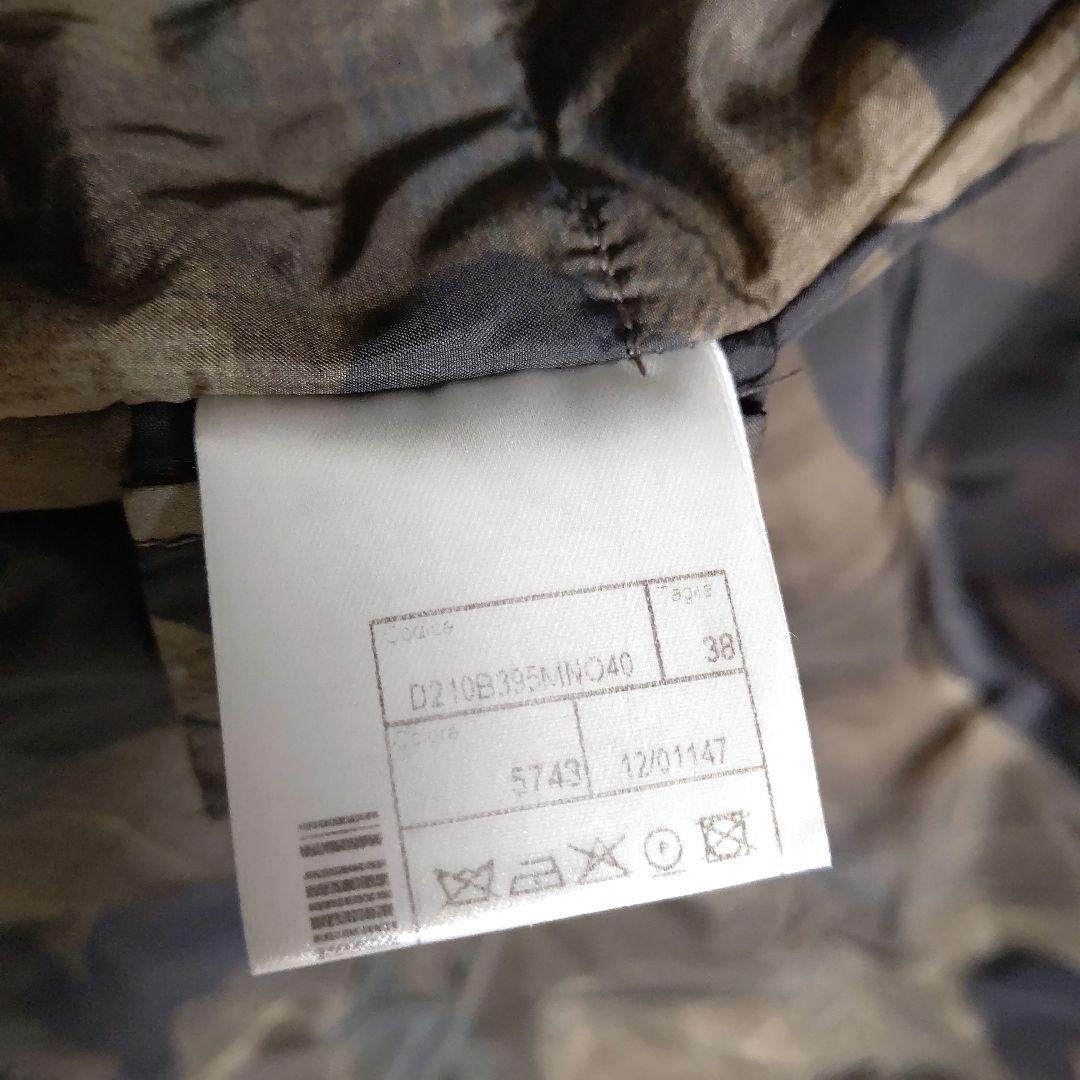 Codice
Taglia
D210B395MNO40
38
Colore
5743
12/01147